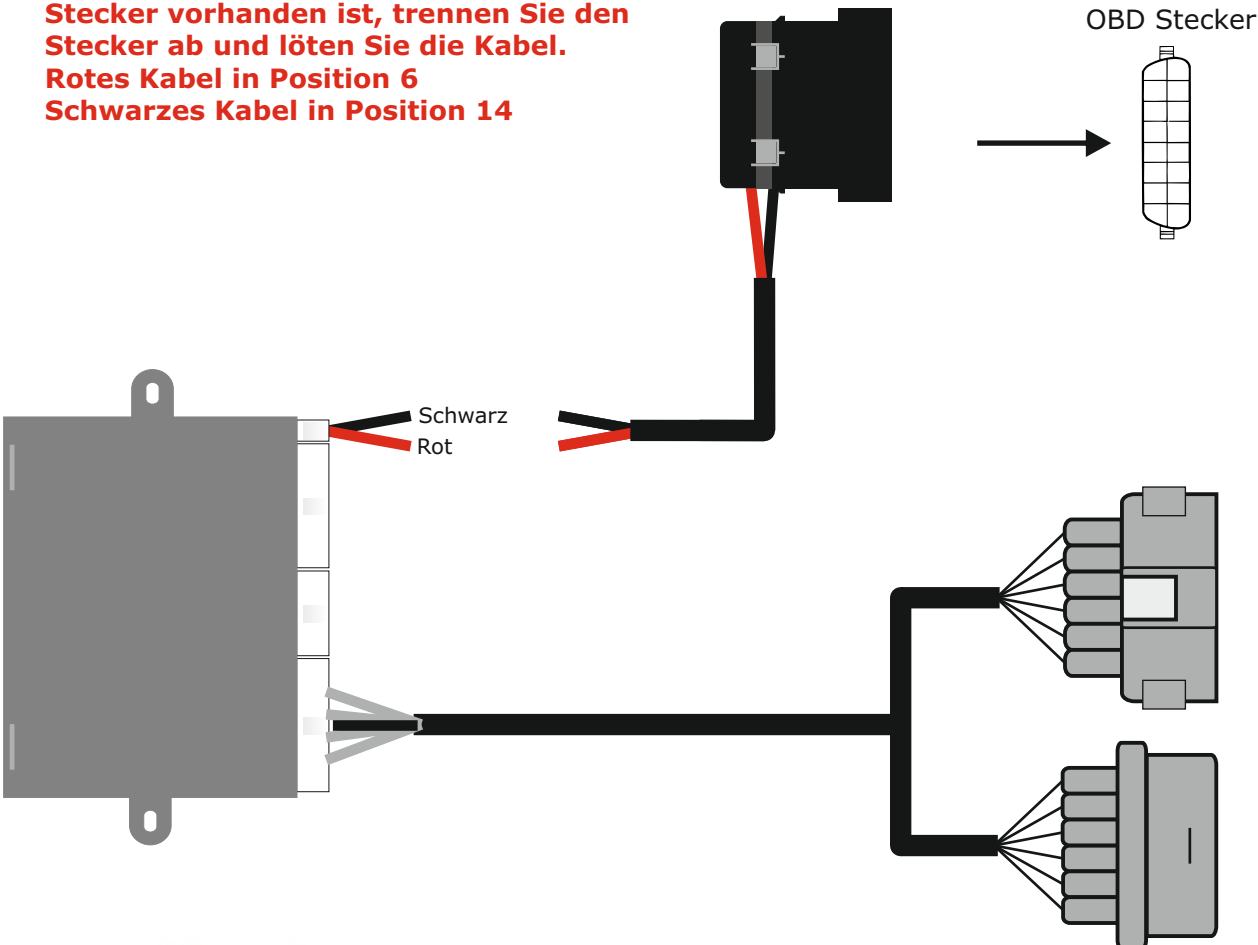 Stecker vorhanden ist, trennen Sie den
Stecker ab und löten Sie die Kabel.
Rotes Kabel in Position 6
Schwarzes Kabel in Position 14
OBD Stecker
Schwarz
Rot